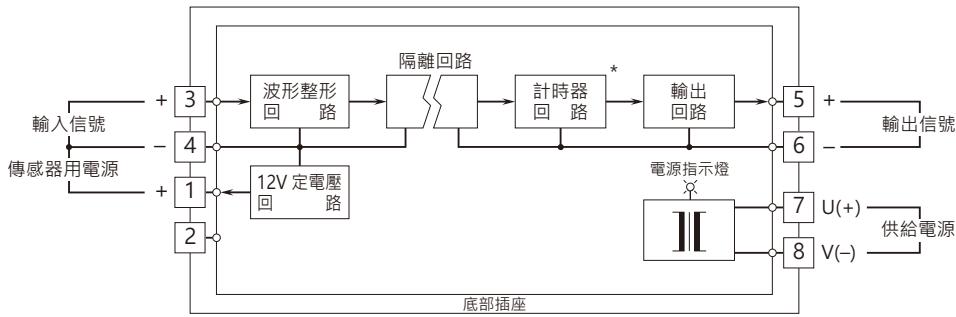 隔離回路
*
波形整形
回 路
計時器
回 路
輸出
回路
+ 3
5 +
輸入信號
輸出信號
– 4
6 –
傳感器用電源
電源指示燈
+ 1
12V 定電壓
回 路
7 U(+)
供給電源
2
8 V(–)
底部插座